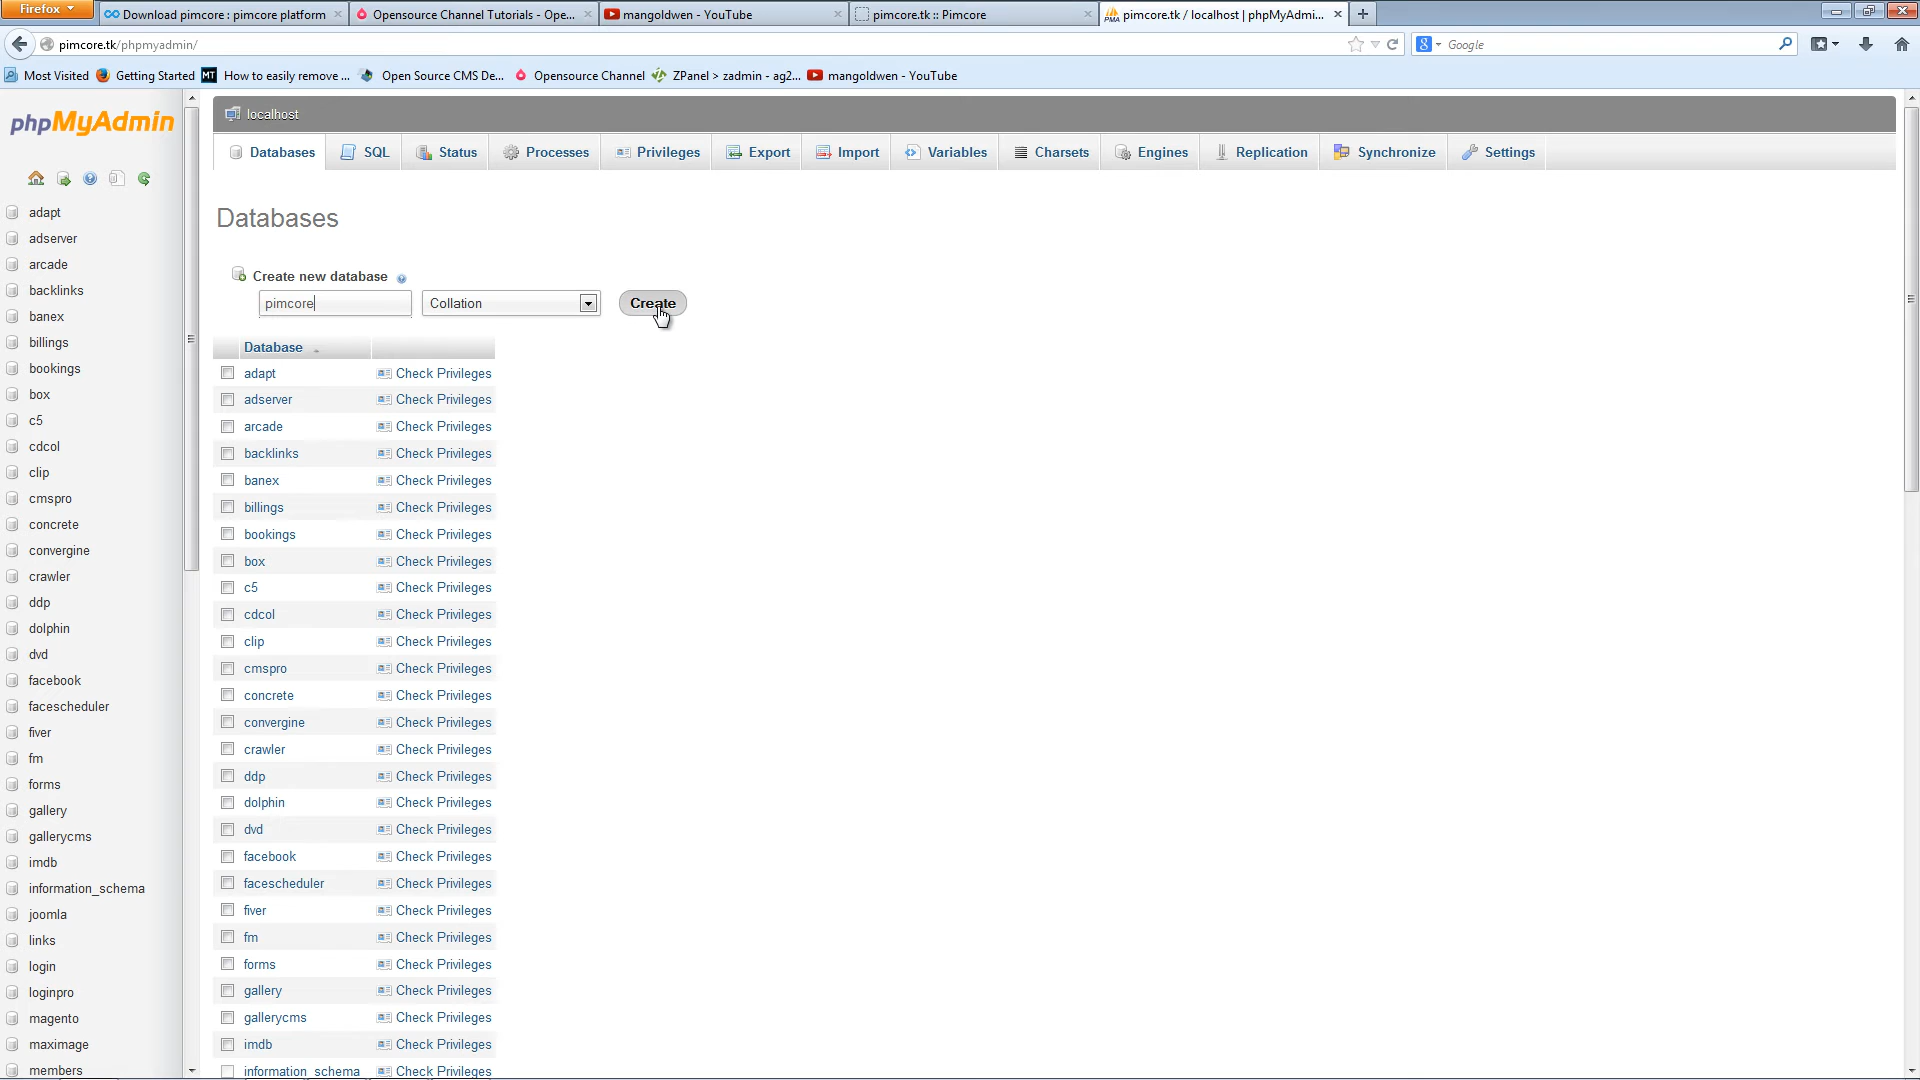 Firefox
Download pimcore : pimcore platform
Opensource Channel Tutorials - Ope...
mangoldwen - YouTube
pimcore.tk :: Pimcore
pimcore.tk / localhost | phpMyAdmi...
pimcore.tk/phpmyadmin/
Google
Most Visited
Getting Started
How to easily remove ...
Open Source CMS De...
Opensource Channel
ZPanel > zadmin - ag2...
mangoldwen - YouTube
phpMyAdmin
adapt
adserver
arcade
backlinks
banex
billings
bookings
box
c5
cdcol
clip
cmspro
concrete
convergine
crawler
ddp
dolphin
dvd
facebook
facescheduler
fiver
fm
forms
gallery
gallerycms
imdb
information_schema
joomla
links
login
loginpro
magento
maximage
members
localhost
Databases
SQL
Status
Processes
Privileges
Export
Import
Variables
Charsets
Engines
Replication
Synchronize
Settings
Databases
Create new database
pimcore
Collation
Create
Database
adapt Check Privileges
adserver Check Privileges
arcade Check Privileges
backlinks Check Privileges
banex Check Privileges
billings Check Privileges
bookings Check Privileges
box Check Privileges
c5 Check Privileges
cdcol Check Privileges
clip Check Privileges
cmspro Check Privileges
concrete Check Privileges
convergine Check Privileges
crawler Check Privileges
ddp Check Privileges
dolphin Check Privileges
dvd Check Privileges
facebook Check Privileges
facescheduler Check Privileges
fiver Check Privileges
fm Check Privileges
forms Check Privileges
gallery Check Privileges
gallerycms Check Privileges
imdb Check Privileges
information_schema Check Privileges